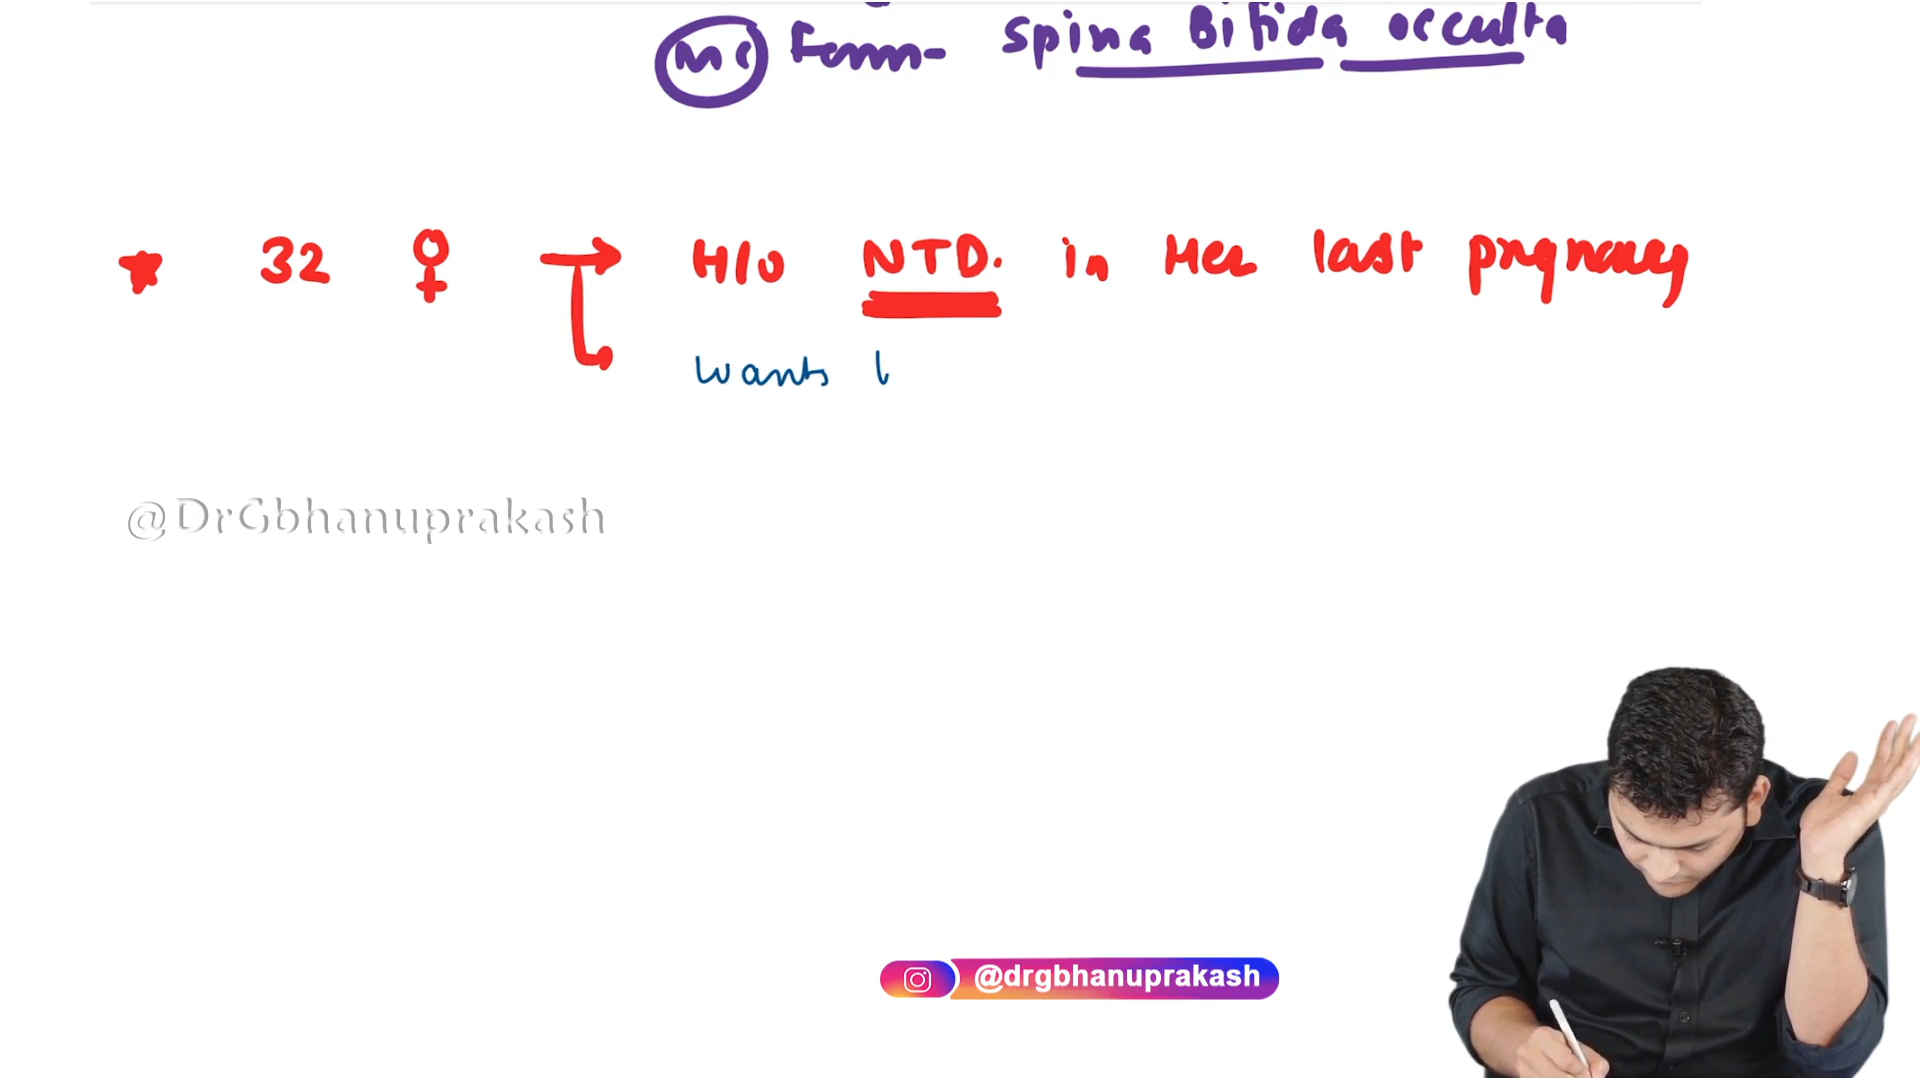 MC Form- Spina Bifida occulta
★ 32 ♀ → H/O NTD. in Her last pregnancy
wants
@DrGbhanuprakash
@drgbhanuprakash